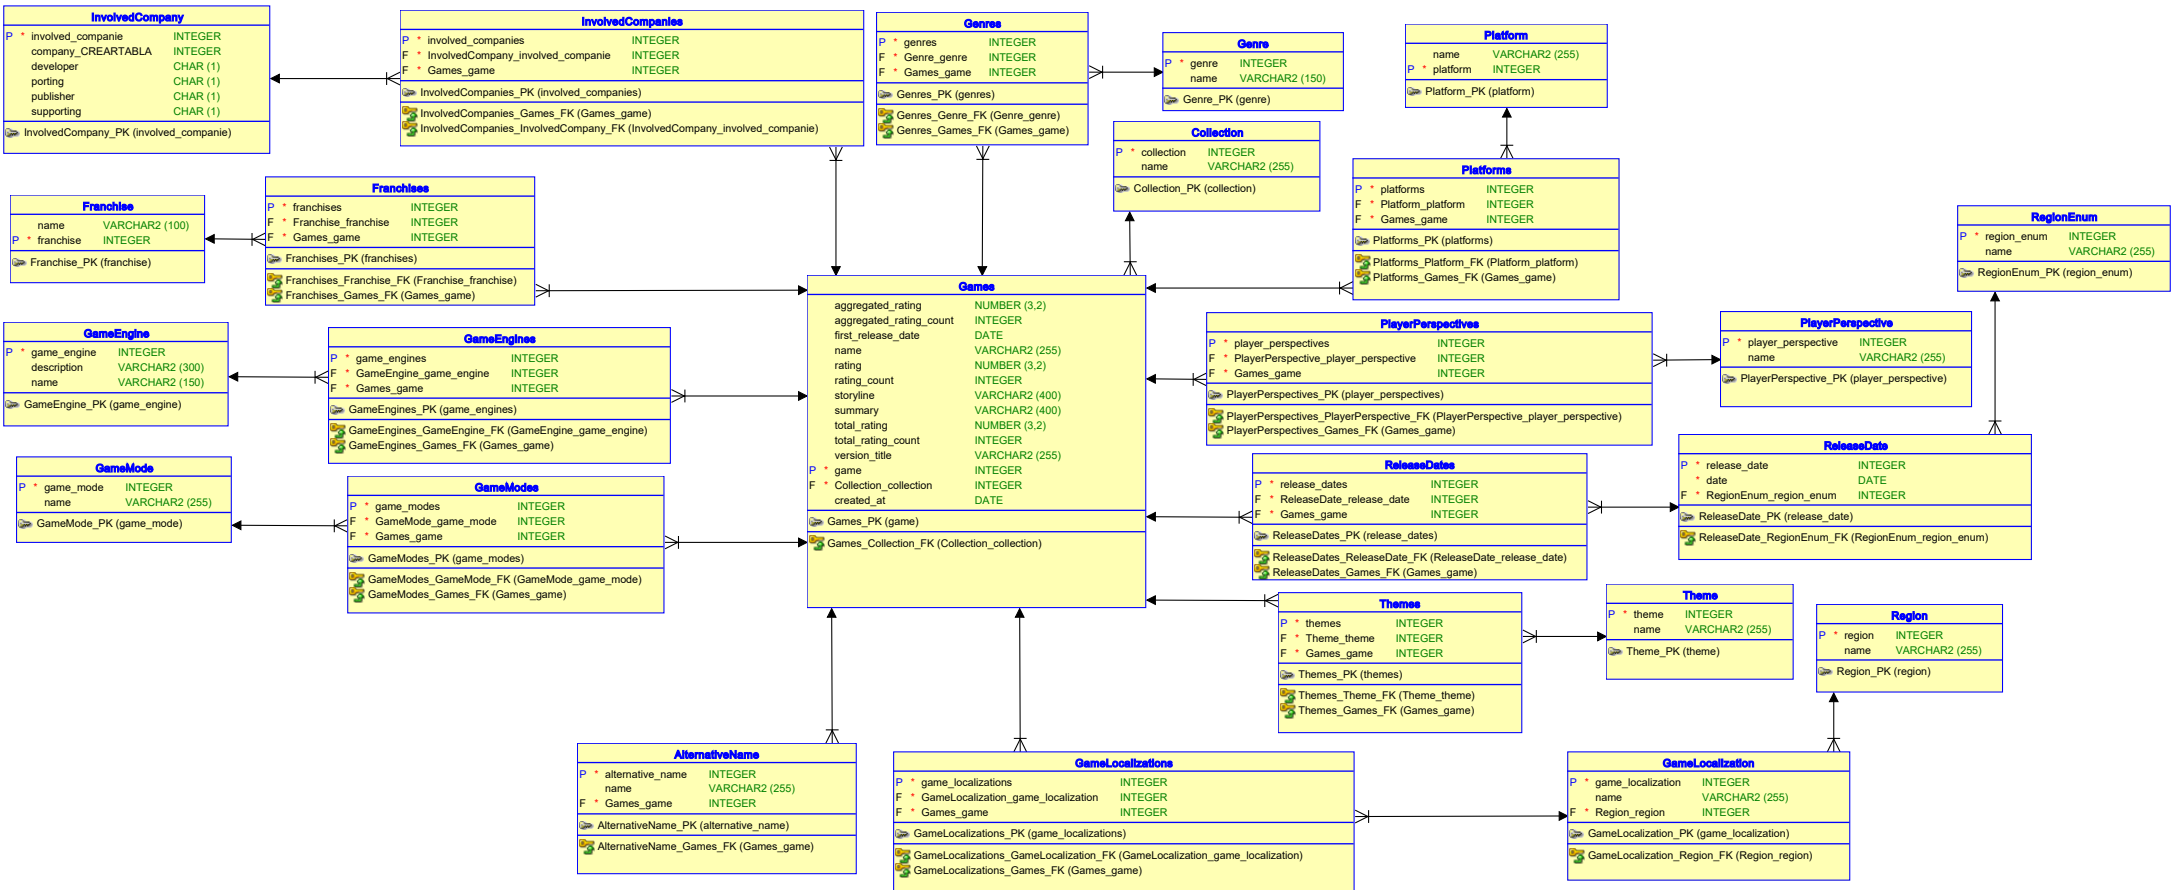 InvolvedCompany
P * involved_companie INTEGER
company_CREARTABLA INTEGER
developer CHAR (1)
porting CHAR (1)
publisher CHAR (1)
supporting CHAR (1)
InvolvedCompany_PK (involved_companie)
InvolvedCompanies
P * involved_companies INTEGER
F * InvolvedCompany_involved_companie INTEGER
F * Games_game INTEGER
InvolvedCompanies_PK (involved_companies)
InvolvedCompanies_Games_FK (Games_game)
InvolvedCompanies_InvolvedCompany_FK (InvolvedCompany_involved_companie)
Genres
P * genres INTEGER
F * Genre_genre INTEGER
F * Games_game INTEGER
Genres_PK (genres)
Genres_Genre_FK (Genre_genre)
Genres_Games_FK (Games_game)
Genre
P * genre INTEGER
name VARCHAR2 (150)
Genre_PK (genre)
Platform
name VARCHAR2 (255)
P * platform INTEGER
Platform_PK (platform)
Collection
P * collection INTEGER
name VARCHAR2 (255)
Collection_PK (collection)
Platforms
P * platforms INTEGER
F * Platform_platform INTEGER
F * Games_game INTEGER
Platforms_PK (platforms)
Platforms_Platform_FK (Platform_platform)
Platforms_Games_FK (Games_game)
Franchise
name VARCHAR2 (100)
P * franchise INTEGER
Franchise_PK (franchise)
Franchises
P * franchises INTEGER
F * Franchise_franchise INTEGER
F * Games_game INTEGER
Franchises_PK (franchises)
Franchises_Franchise_FK (Franchise_franchise)
Franchises_Games_FK (Games_game)
RegionEnum
P * region_enum INTEGER
name VARCHAR2 (255)
RegionEnum_PK (region_enum)
Games
aggregated_rating NUMBER (3,2)
aggregated_rating_count INTEGER
first_release_date DATE
name VARCHAR2 (255)
rating NUMBER (3,2)
rating_count INTEGER
storyline VARCHAR2 (400)
summary VARCHAR2 (400)
total_rating NUMBER (3,2)
total_rating_count INTEGER
version_title VARCHAR2 (255)
P * game INTEGER
F * Collection_collection INTEGER
created_at DATE
Games_PK (game)
Games_Collection_FK (Collection_collection)
GameEngine
P * game_engine INTEGER
description VARCHAR2 (300)
name VARCHAR2 (150)
GameEngine_PK (game_engine)
GameEngines
P * game_engines INTEGER
F * GameEngine_game_engine INTEGER
F * Games_game INTEGER
GameEngines_PK (game_engines)
GameEngines_GameEngine_FK (GameEngine_game_engine)
GameEngines_Games_FK (Games_game)
PlayerPerspectives
P * player_perspectives INTEGER
F * PlayerPerspective_player_perspective INTEGER
F * Games_game INTEGER
PlayerPerspectives_PK (player_perspectives)
PlayerPerspectives_PlayerPerspective_FK (PlayerPerspective_player_perspective)
PlayerPerspectives_Games_FK (Games_game)
PlayerPerspective
P * player_perspective INTEGER
name VARCHAR2 (255)
PlayerPerspective_PK (player_perspective)
GameMode
P * game_mode INTEGER
name VARCHAR2 (255)
GameMode_PK (game_mode)
GameModes
P * game_modes INTEGER
F * GameMode_game_mode INTEGER
F * Games_game INTEGER
GameModes_PK (game_modes)
GameModes_GameMode_FK (GameMode_game_mode)
GameModes_Games_FK (Games_game)
ReleaseDates
P * release_dates INTEGER
F * ReleaseDate_release_date INTEGER
F * Games_game INTEGER
ReleaseDates_PK (release_dates)
ReleaseDates_ReleaseDate_FK (ReleaseDate_release_date)
ReleaseDates_Games_FK (Games_game)
ReleaseDate
P * release_date INTEGER
* date DATE
F * RegionEnum_region_enum INTEGER
ReleaseDate_PK (release_date)
ReleaseDate_RegionEnum_FK (RegionEnum_region_enum)
Themes
P * themes INTEGER
F * Theme_theme INTEGER
F * Games_game INTEGER
Themes_PK (themes)
Themes_Theme_FK (Theme_theme)
Themes_Games_FK (Games_game)
Theme
P * theme INTEGER
name VARCHAR2 (255)
Theme_PK (theme)
Region
P * region INTEGER
name VARCHAR2 (255)
Region_PK (region)
AlternativeName
P * alternative_name INTEGER
name VARCHAR2 (255)
F * Games_game INTEGER
AlternativeName_PK (alternative_name)
AlternativeName_Games_FK (Games_game)
GameLocalizations
P * game_localizations INTEGER
F * GameLocalization_game_localization INTEGER
F * Games_game INTEGER
GameLocalizations_PK (game_localizations)
GameLocalizations_GameLocalization_FK (GameLocalization_game_localization)
GameLocalizations_Games_FK (Games_game)
GameLocalization
P * game_localization INTEGER
name VARCHAR2 (255)
F * Region_region INTEGER
GameLocalization_PK (game_localization)
GameLocalization_Region_FK (Region_region)